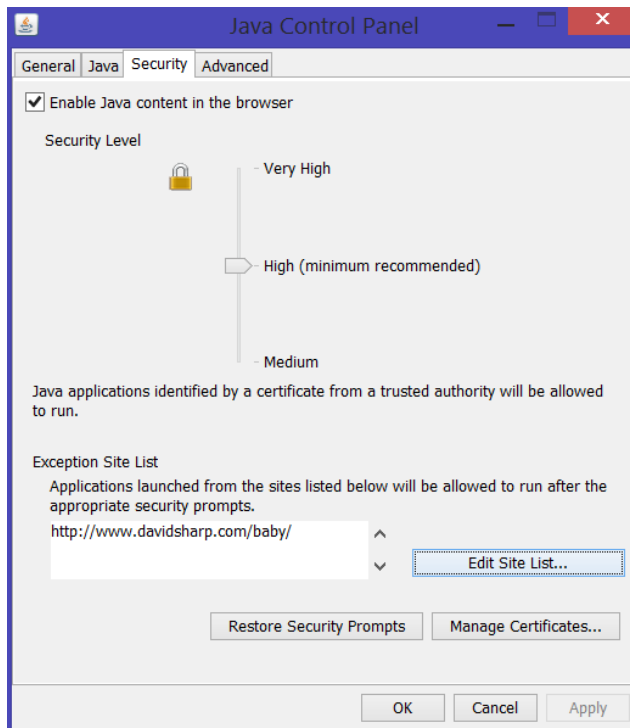 Java Control Panel
General Java Security Advanced
Enable Java content in the browser
Security Level
Very High
High (minimum recommended)
Medium
Java applications identified by a certificate from a trusted authority will be allowed
to run.
Exception Site List
Applications launched from the sites listed below will be allowed to run after the
appropriate security prompts.
http://www.davidsharp.com/baby/
Edit Site List...
Restore Security Prompts Manage Certificates...
OK Cancel Apply